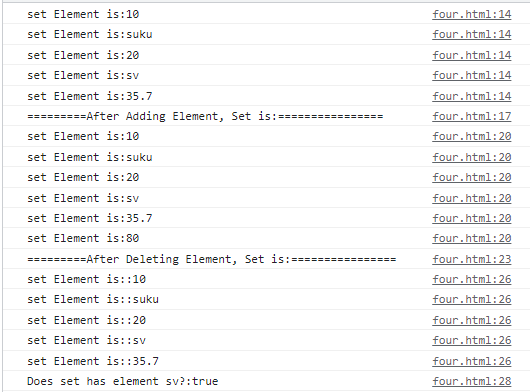 set Element is:10 four.html:14
set Element is:suku four.html:14
set Element is:20 four.html:14
set Element is:sv four.html:14
set Element is:35.7 four.html:14
=========After Adding Element, Set is:================ four.html:17
set Element is:10 four.html:20
set Element is:suku four.html:20
set Element is:20 four.html:20
set Element is:sv four.html:20
set Element is:35.7 four.html:20
set Element is:80 four.html:20
=========After Deleting Element, Set is:================ four.html:23
set Element is::10 four.html:26
set Element is::suku four.html:26
set Element is::20 four.html:26
set Element is::sv four.html:26
set Element is::35.7 four.html:26
Does set has element sv?:true four.html:28